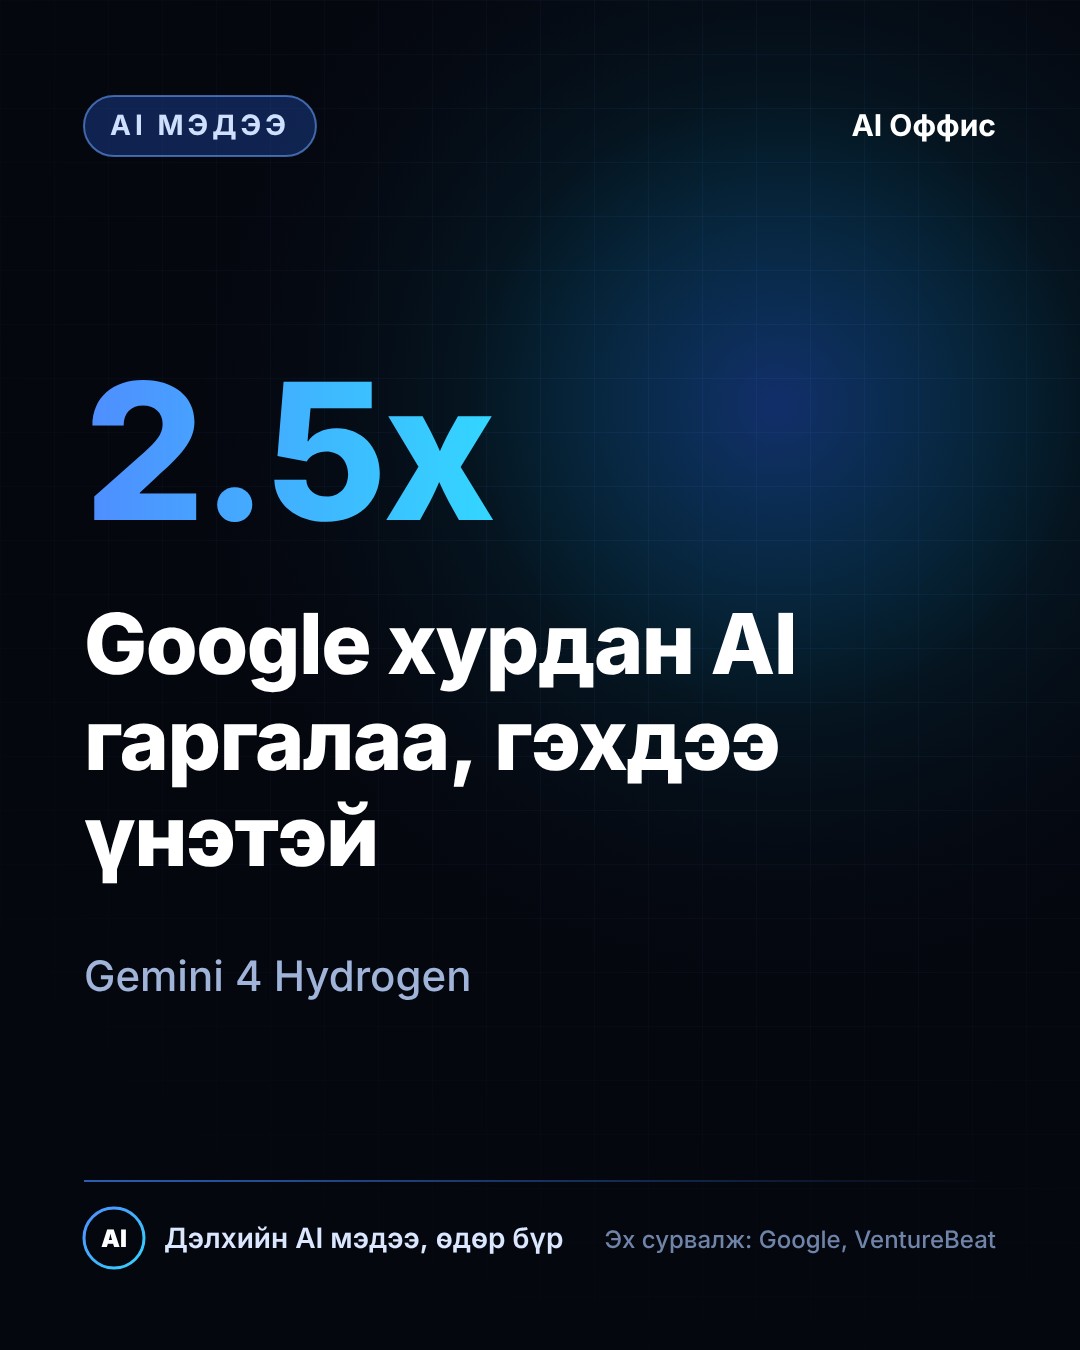 AI МЭДЭЭ
AI Оффис
2.5x
Google хурдан AI
гаргалаа, гэхдээ
үнэтэй
Gemini 4 Hydrogen
AI
Дэлхийн AI мэдээ, өдөр бүр
Эх сурвалж: Google, VentureBeat